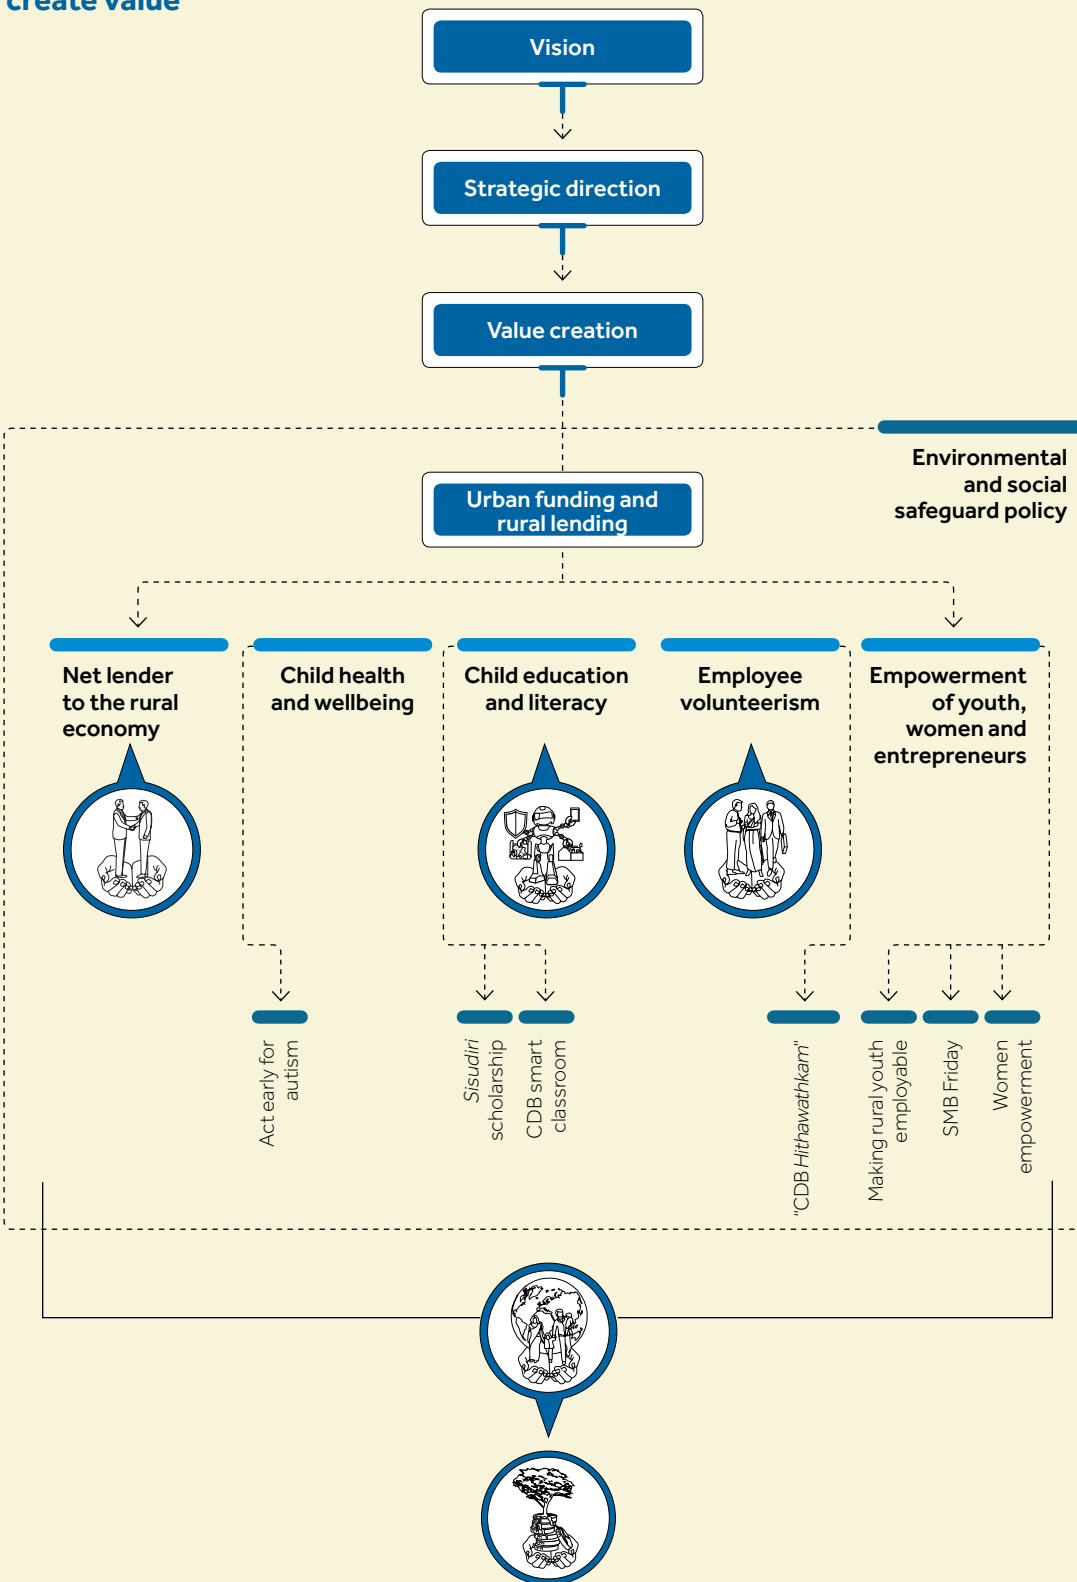 create value
Vision
Strategic direction
Value creation
Environmental
and social
safeguard policy
Urban funding and
rural lending
Net lender
to the rural
economy
Child health
and wellbeing
Child education
and literacy
Employee
volunteerism
Empowerment
of youth,
women and
entrepreneurs
Act early for
autism
Sisudiri
scholarship
CDB smart
classroom
"CDB Hithawathkam"
Making rural youth
employable
SMB Friday
Women
empowerment